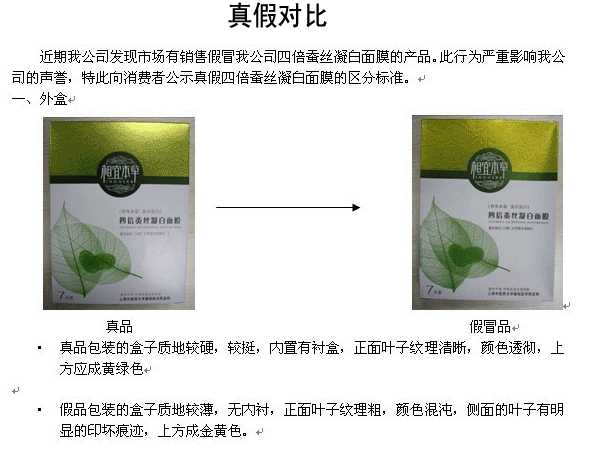 真假对比
近期我公司发现市场有销售假冒我公司四倍蚕丝凝白面膜的产品。此行为严重影响我公
司的声誉，特此向消费者公示真假四倍蚕丝凝白面膜的区分标准。
一、外盒
相宜本草
相宜本草
四倍蚕丝凝白面膜
四倍蚕丝凝白面膜
7
7
真品
假冒品
• 真品包装的盒子质地较硬，较挺，内置有衬盒，正面叶子纹理清晰，颜色透彻，上
方应成黄绿色
• 假品包装的盒子质地较薄，无内衬，正面叶子纹理粗，颜色混沌，侧面的叶子有明
显的印坏痕迹，上方成金黄色。